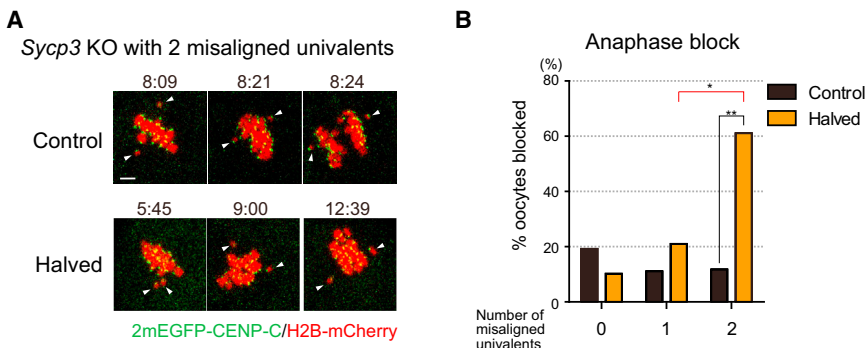 A
Sycp3 KO with 2 misaligned univalents
8:09 8:21 8:24
Control
5:45 9:00 12:39
Halved
2mEGFP-CENP-C/H2B-mCherry
B
Anaphase block
(%)
80
60
40
20
0
% oocytes blocked
*
**
Control
Halved
Number of
misaligned
univalents
0 1 2